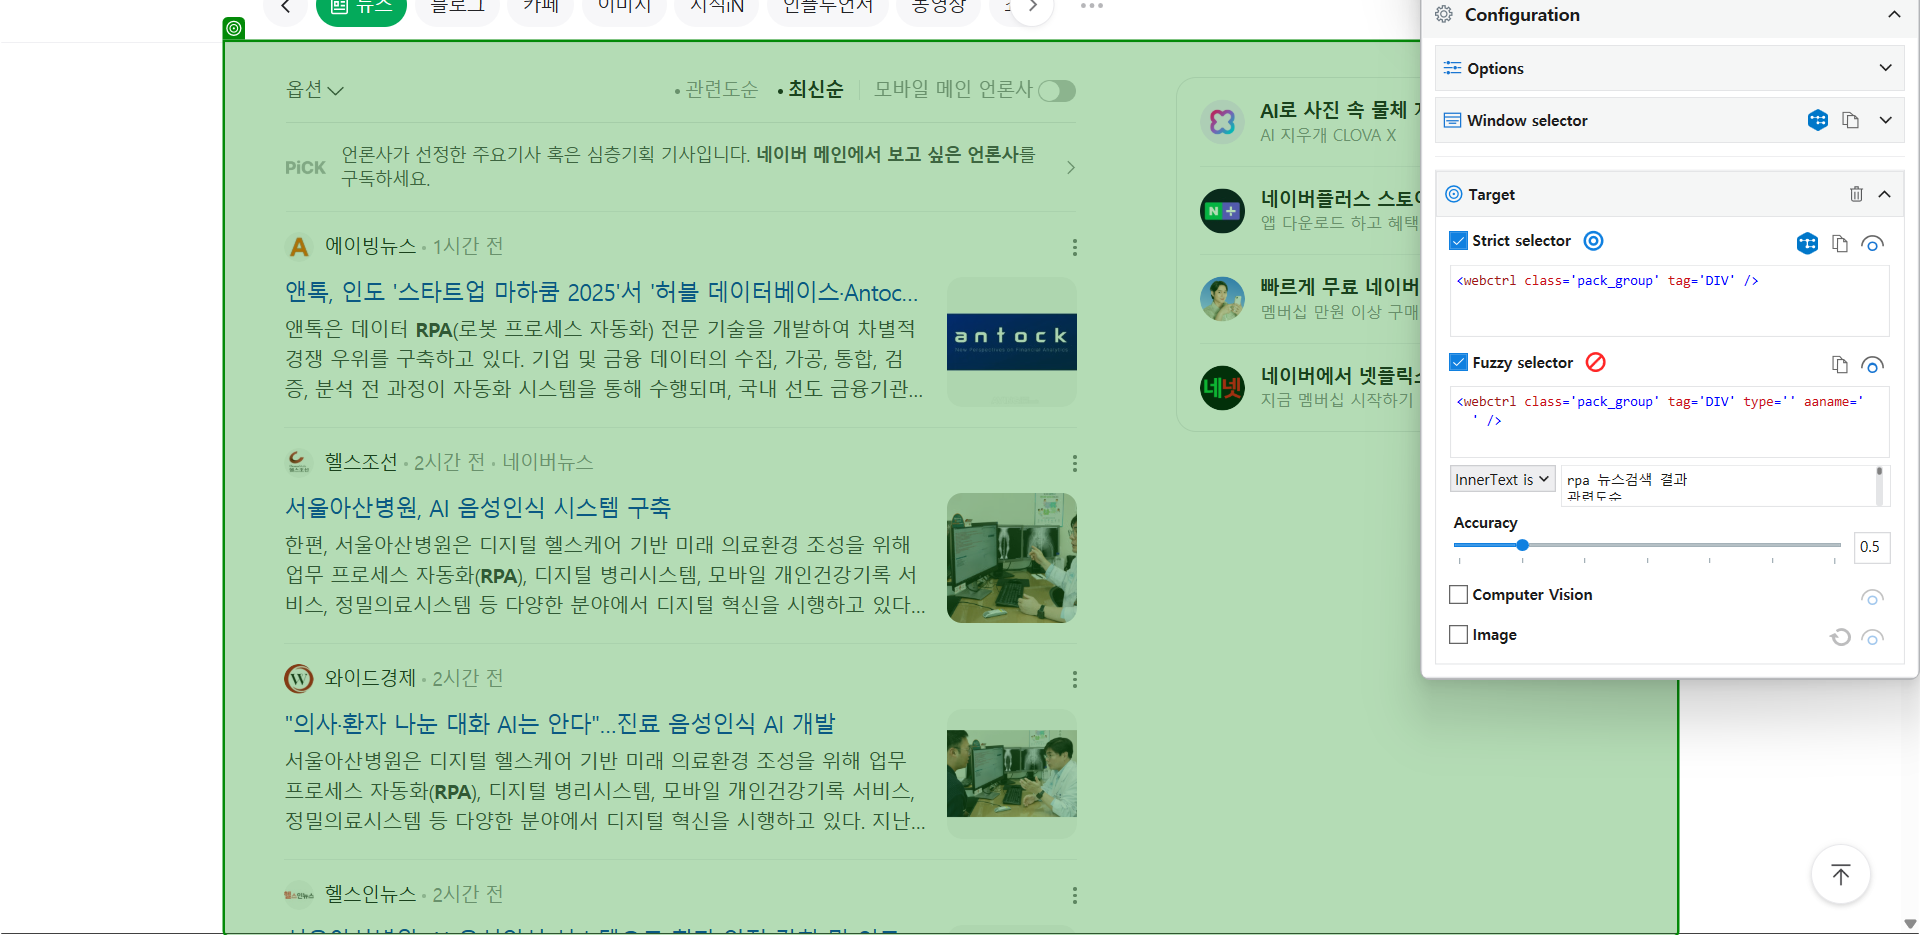 뉴스
블로그
카페
이미지
지식iN
인플루언서
동영상
옵션
관련도순
최신순
모바일 메인 언론사
PiCK
언론사가 선정한 주요기사 혹은 심층기획 기사입니다. 네이버 메인에서 보고 싶은 언론사를
구독하세요.
에이빙뉴스 · 1시간 전
앤톡, 인도 '스타트업 마하쿰 2025'서 '허블 데이터베이스·Antoc...
앤톡은 데이터 RPA(로봇 프로세스 자동화) 전문 기술을 개발하여 차별적
경쟁 우위를 구축하고 있다. 기업 및 금융 데이터의 수집, 가공, 통합, 검
증, 분석 전 과정이 자동화 시스템을 통해 수행되며, 국내 선도 금융기관...
antock
New Perspectives on Financial Analytics
헬스조선 · 2시간 전 · 네이버뉴스
서울아산병원, AI 음성인식 시스템 구축
한편, 서울아산병원은 디지털 헬스케어 기반 미래 의료환경 조성을 위해
업무 프로세스 자동화(RPA), 디지털 병리시스템, 모바일 개인건강기록 서
비스, 정밀의료시스템 등 다양한 분야에서 디지털 혁신을 시행하고 있다...
W
와이드경제 · 2시간 전
"의사·환자 나눈 대화 AI는 안다"...진료 음성인식 AI 개발
서울아산병원은 디지털 헬스케어 기반 미래 의료환경 조성을 위해 업무
프로세스 자동화(RPA), 디지털 병리시스템, 모바일 개인건강기록 서비스,
정밀의료시스템 등 다양한 분야에서 디지털 혁신을 시행하고 있다. 지난...
헬스인뉴스
헬스인뉴스 · 2시간 전
AI로 사진 속 물체
AI 지우개 CLOVA X
N+
네이버플러스 스토
앱 다운로드 하고 혜택
빠르게 무료 네이버
멤버십 만원 이상 구매
네넷
네이버에서 넷플릭
지금 멤버십 시작하기
Configuration
Options
Window selector
Target
Strict selector
<webctrl class='pack_group' tag='DIV' />
Fuzzy selector
<webctrl class='pack_group' tag='DIV' type='' aaname='
' />
InnerText is
rpa 뉴스검색 결과
관련도순
Accuracy
0.5
Computer Vision
Image